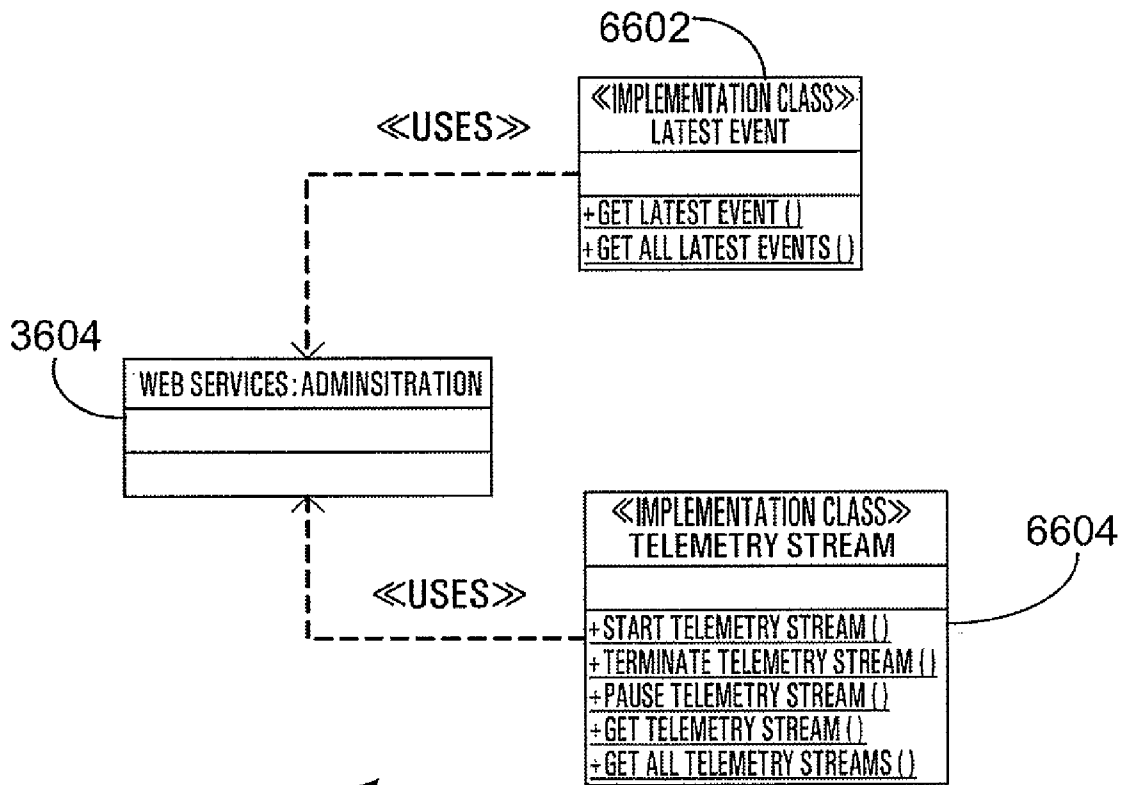 6602
≪IMPLEMENTATION CLASS≫
LATEST EVENT
≪USES≫
+GET LATEST EVENT ()
+GET ALL LATEST EVENTS ()
3604
WEB SERVICES:ADMINSITRATION
≪IMPLEMENTATION CLASS≫
TELEMETRY STREAM
6604
≪USES≫
+START TELEMETRY STREAM ()
+TERMINATE TELEMETRY STREAM ()
+PAUSE TELEMETRY STREAM ()
+GET TELEMETRY STREAM ()
+GET ALL TELEMETRY STREAMS ()